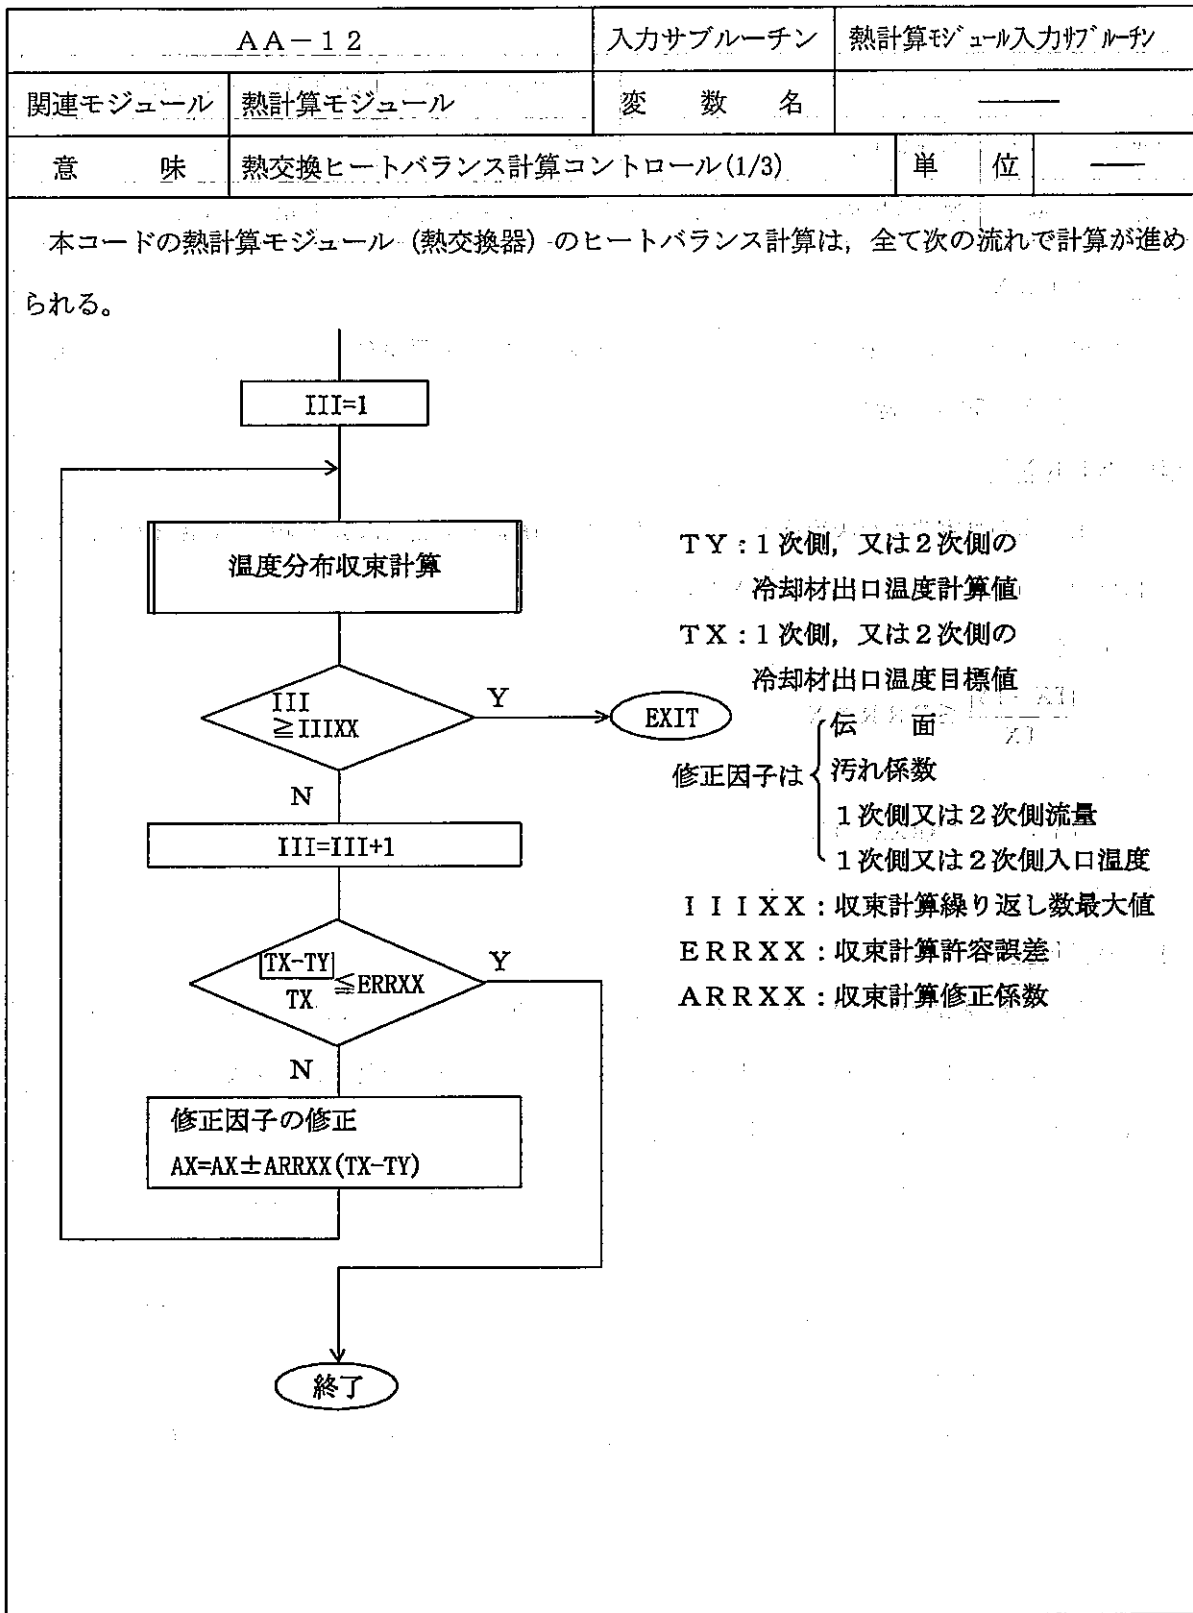 AA-12 入力サブルーチン 熱計算モジュール入力サブルーチン
関連モジュール 熱計算モジュール 変数名 ――
意味 熱交換ヒートバランス計算コントロール(1/3) 単位 ――
本コードの熱計算モジュール(熱交換器)のヒートバランス計算は,全て次の流れで計算が進め
られる。
III=1
温度分布収束計算
TY:1次側,又は2次側の
冷却材出口温度計算値
TX:1次側,又は2次側の
冷却材出口温度目標値
III
≧IIIXX
Y
EXIT
修正因子は
伝面
汚れ係数
1次側又は2次側流量
1次側又は2次側入口温度
N
III=III+1
IIIXX:収束計算繰り返し数最大値
ERRXX:収束計算許容誤差
ARRXX:収束計算修正係数
|TX-TY|
TX
≦ERRXX
Y
N
修正因子の修正
AX=AX±ARRXX(TX-TY)
終了